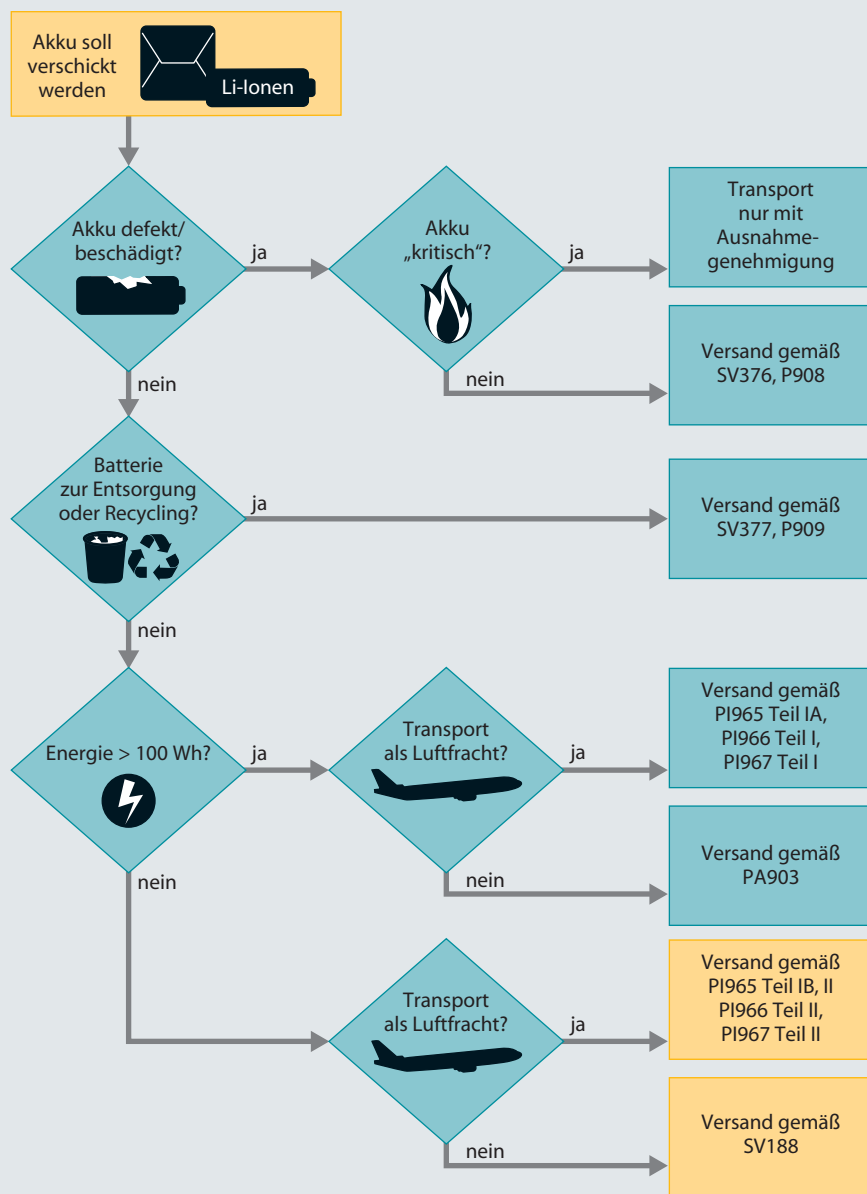 Akku soll
verschickt
werden
Li-Ionen
Akku defekt/
beschädigt?
ja
Akku
„kritisch“?
ja
Transport
nur mit
Ausnahme-
genehmigung
nein
nein
Versand gemäß
SV376, P908
Batterie
zur Entsorgung
oder Recycling?
ja
Versand gemäß
SV377, P909
nein
Energie > 100 Wh?
ja
Transport
als Luftfracht?
ja
Versand gemäß
PI965 Teil IA,
PI966 Teil I,
PI967 Teil I
nein
nein
Versand gemäß
PA903
Transport
als Luftfracht?
ja
Versand gemäß
PI965 Teil IB, II
PI966 Teil II,
PI967 Teil II
nein
Versand gemäß
SV188